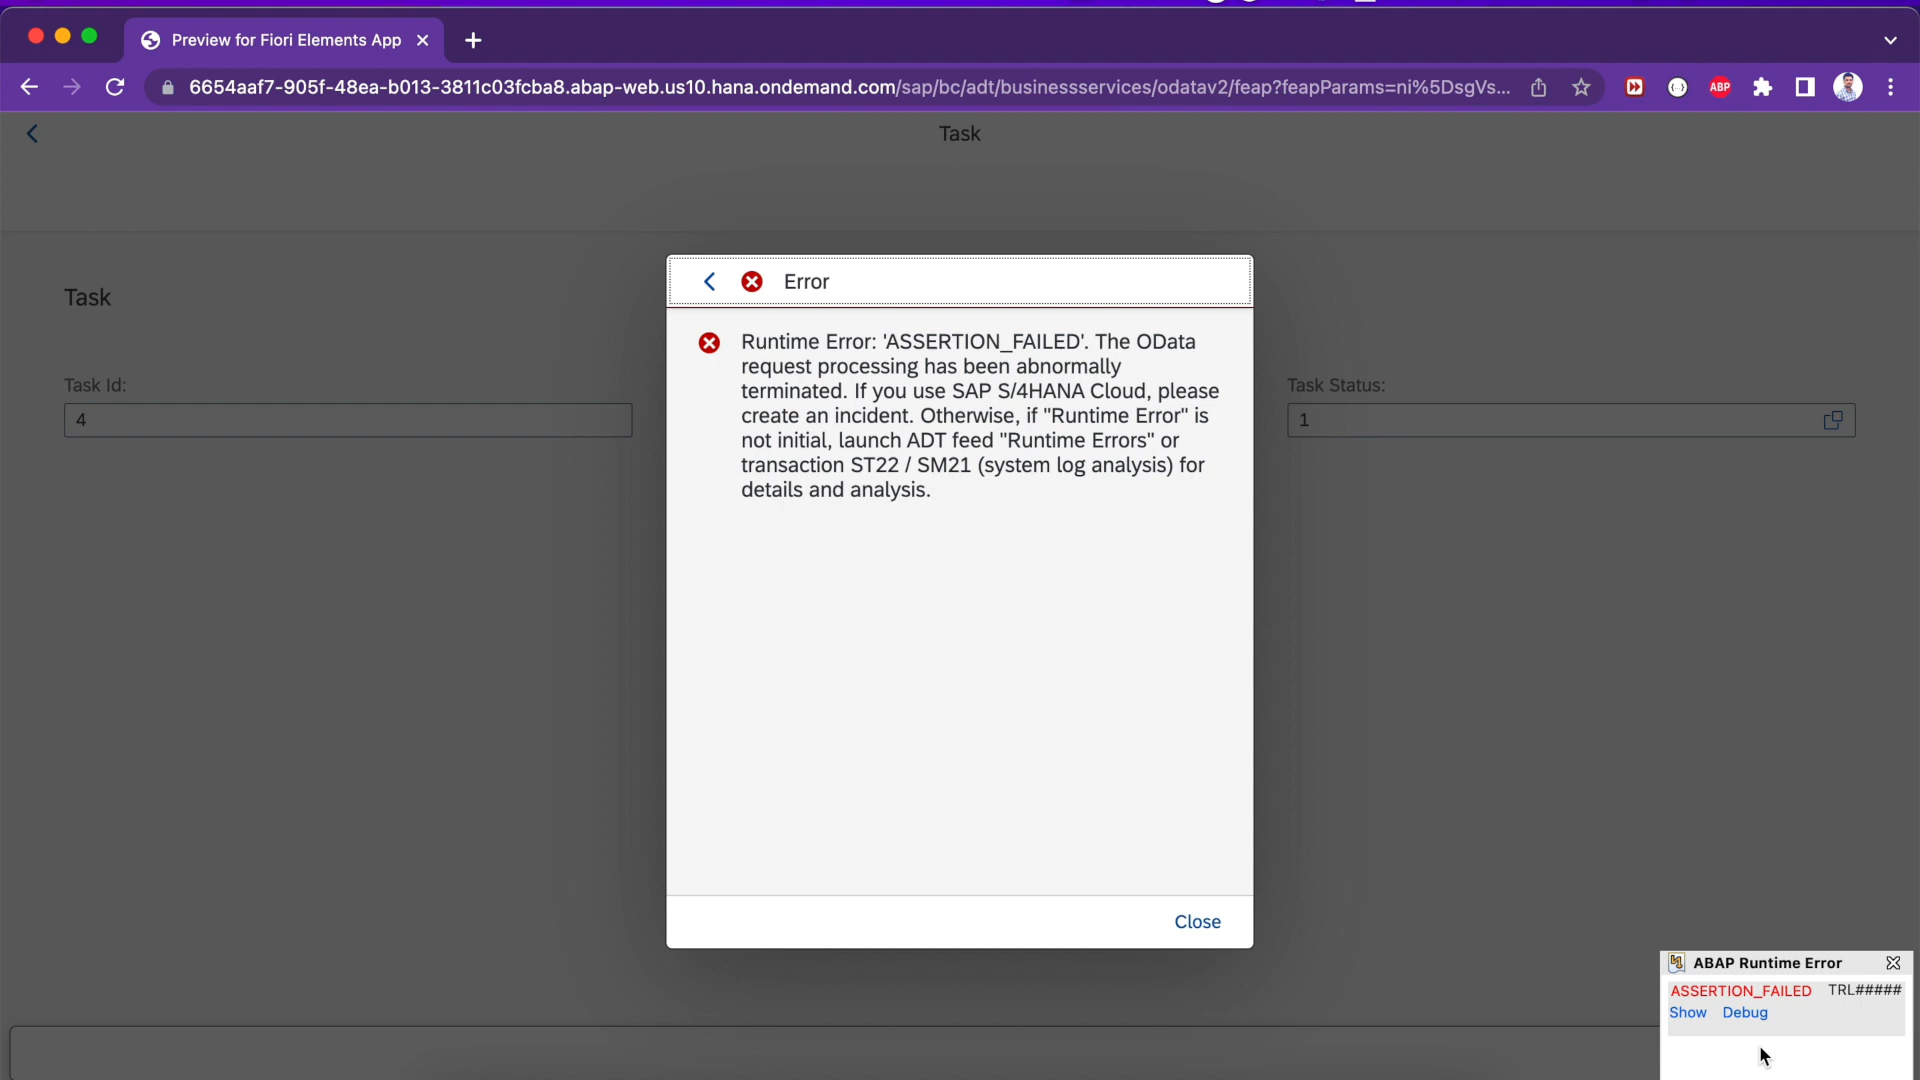 Preview for Fiori Elements App
6654aaf7-905f-48ea-b013-3811c03fcba8.abap-web.us10.hana.ondemand.com/sap/bc/adt/businessservices/odatav2/feap?feapParams=ni%5DsgVs...
ABP
Task
Task
Task Id:
4
Task Status:
1
Error
Runtime Error: 'ASSERTION_FAILED'. The OData
request processing has been abnormally
terminated. If you use SAP S/4HANA Cloud, please
create an incident. Otherwise, if "Runtime Error" is
not initial, launch ADT feed "Runtime Errors" or
transaction ST22 / SM21 (system log analysis) for
details and analysis.
Close
ABAP Runtime Error
ASSERTION_FAILED TRL#####
Show Debug